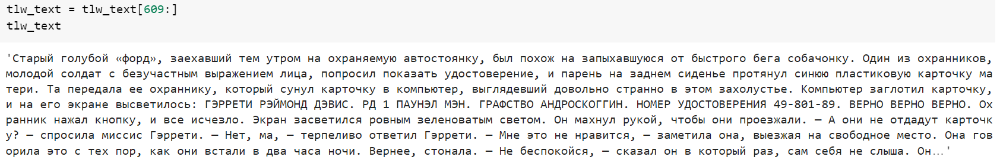 tlw_text = tlw_text[609:]
tlw_text
'Старый голубой «форд», заехавший тем утром на охраняемую автостоянку, был похож на запыхавшуюся от быстрого бега собачонку. Один из охранников,
молодой солдат с безучастным выражением лица, попросил показать удостоверение, и парень на заднем сиденье протянул синюю пластиковую карточку ма
тери. Та передала ее охраннику, который сунул карточку в компьютер, выглядевший довольно странно в этом захолустье. Компьютер заглотил карточку,
и на его экране высветилось: ГЭРРЕТИ РЭЙМОНД ДЭВИС. РД 1 ПАУНЭЛ МЭН. ГРАФСТВО АНДРОСКОГГИН. НОМЕР УДОСТОВЕРЕНИЯ 49-801-89. ВЕРНО ВЕРНО ВЕРНО. Ох
ранник нажал кнопку, и все исчезло. Экран засветился ровным зеленоватым светом. Он махнул рукой, чтобы они проезжали. — А они не отдадут карточк
у? — спросила миссис Гэррети. — Нет, ма, — терпеливо ответил Гэррети. — Мне это не нравится, — заметила она, выезжая на свободное место. Она гов
орила это с тех пор, как они встали в два часа ночи. Вернее, стонала. — Не беспокойся, — сказал он в который раз, сам себя не слыша. Он…'